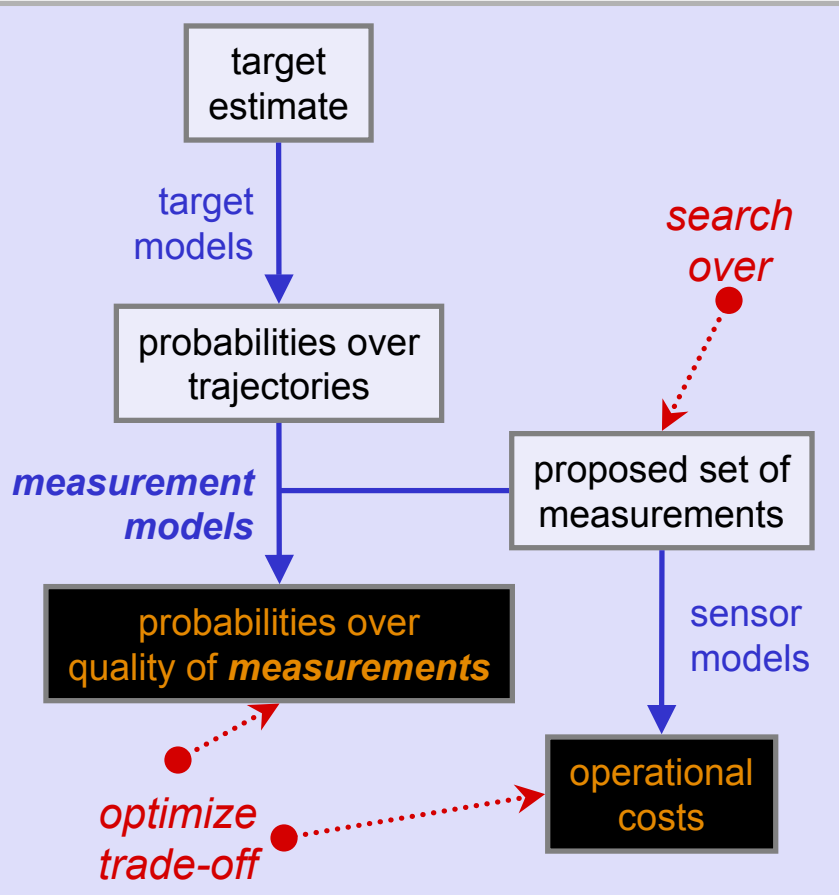 target
estimate
target
models
search
over
probabilities over
trajectories
measurement
models
proposed set of
measurements
probabilities over
quality of measurements
sensor
models
operational
costs
optimize
trade-off